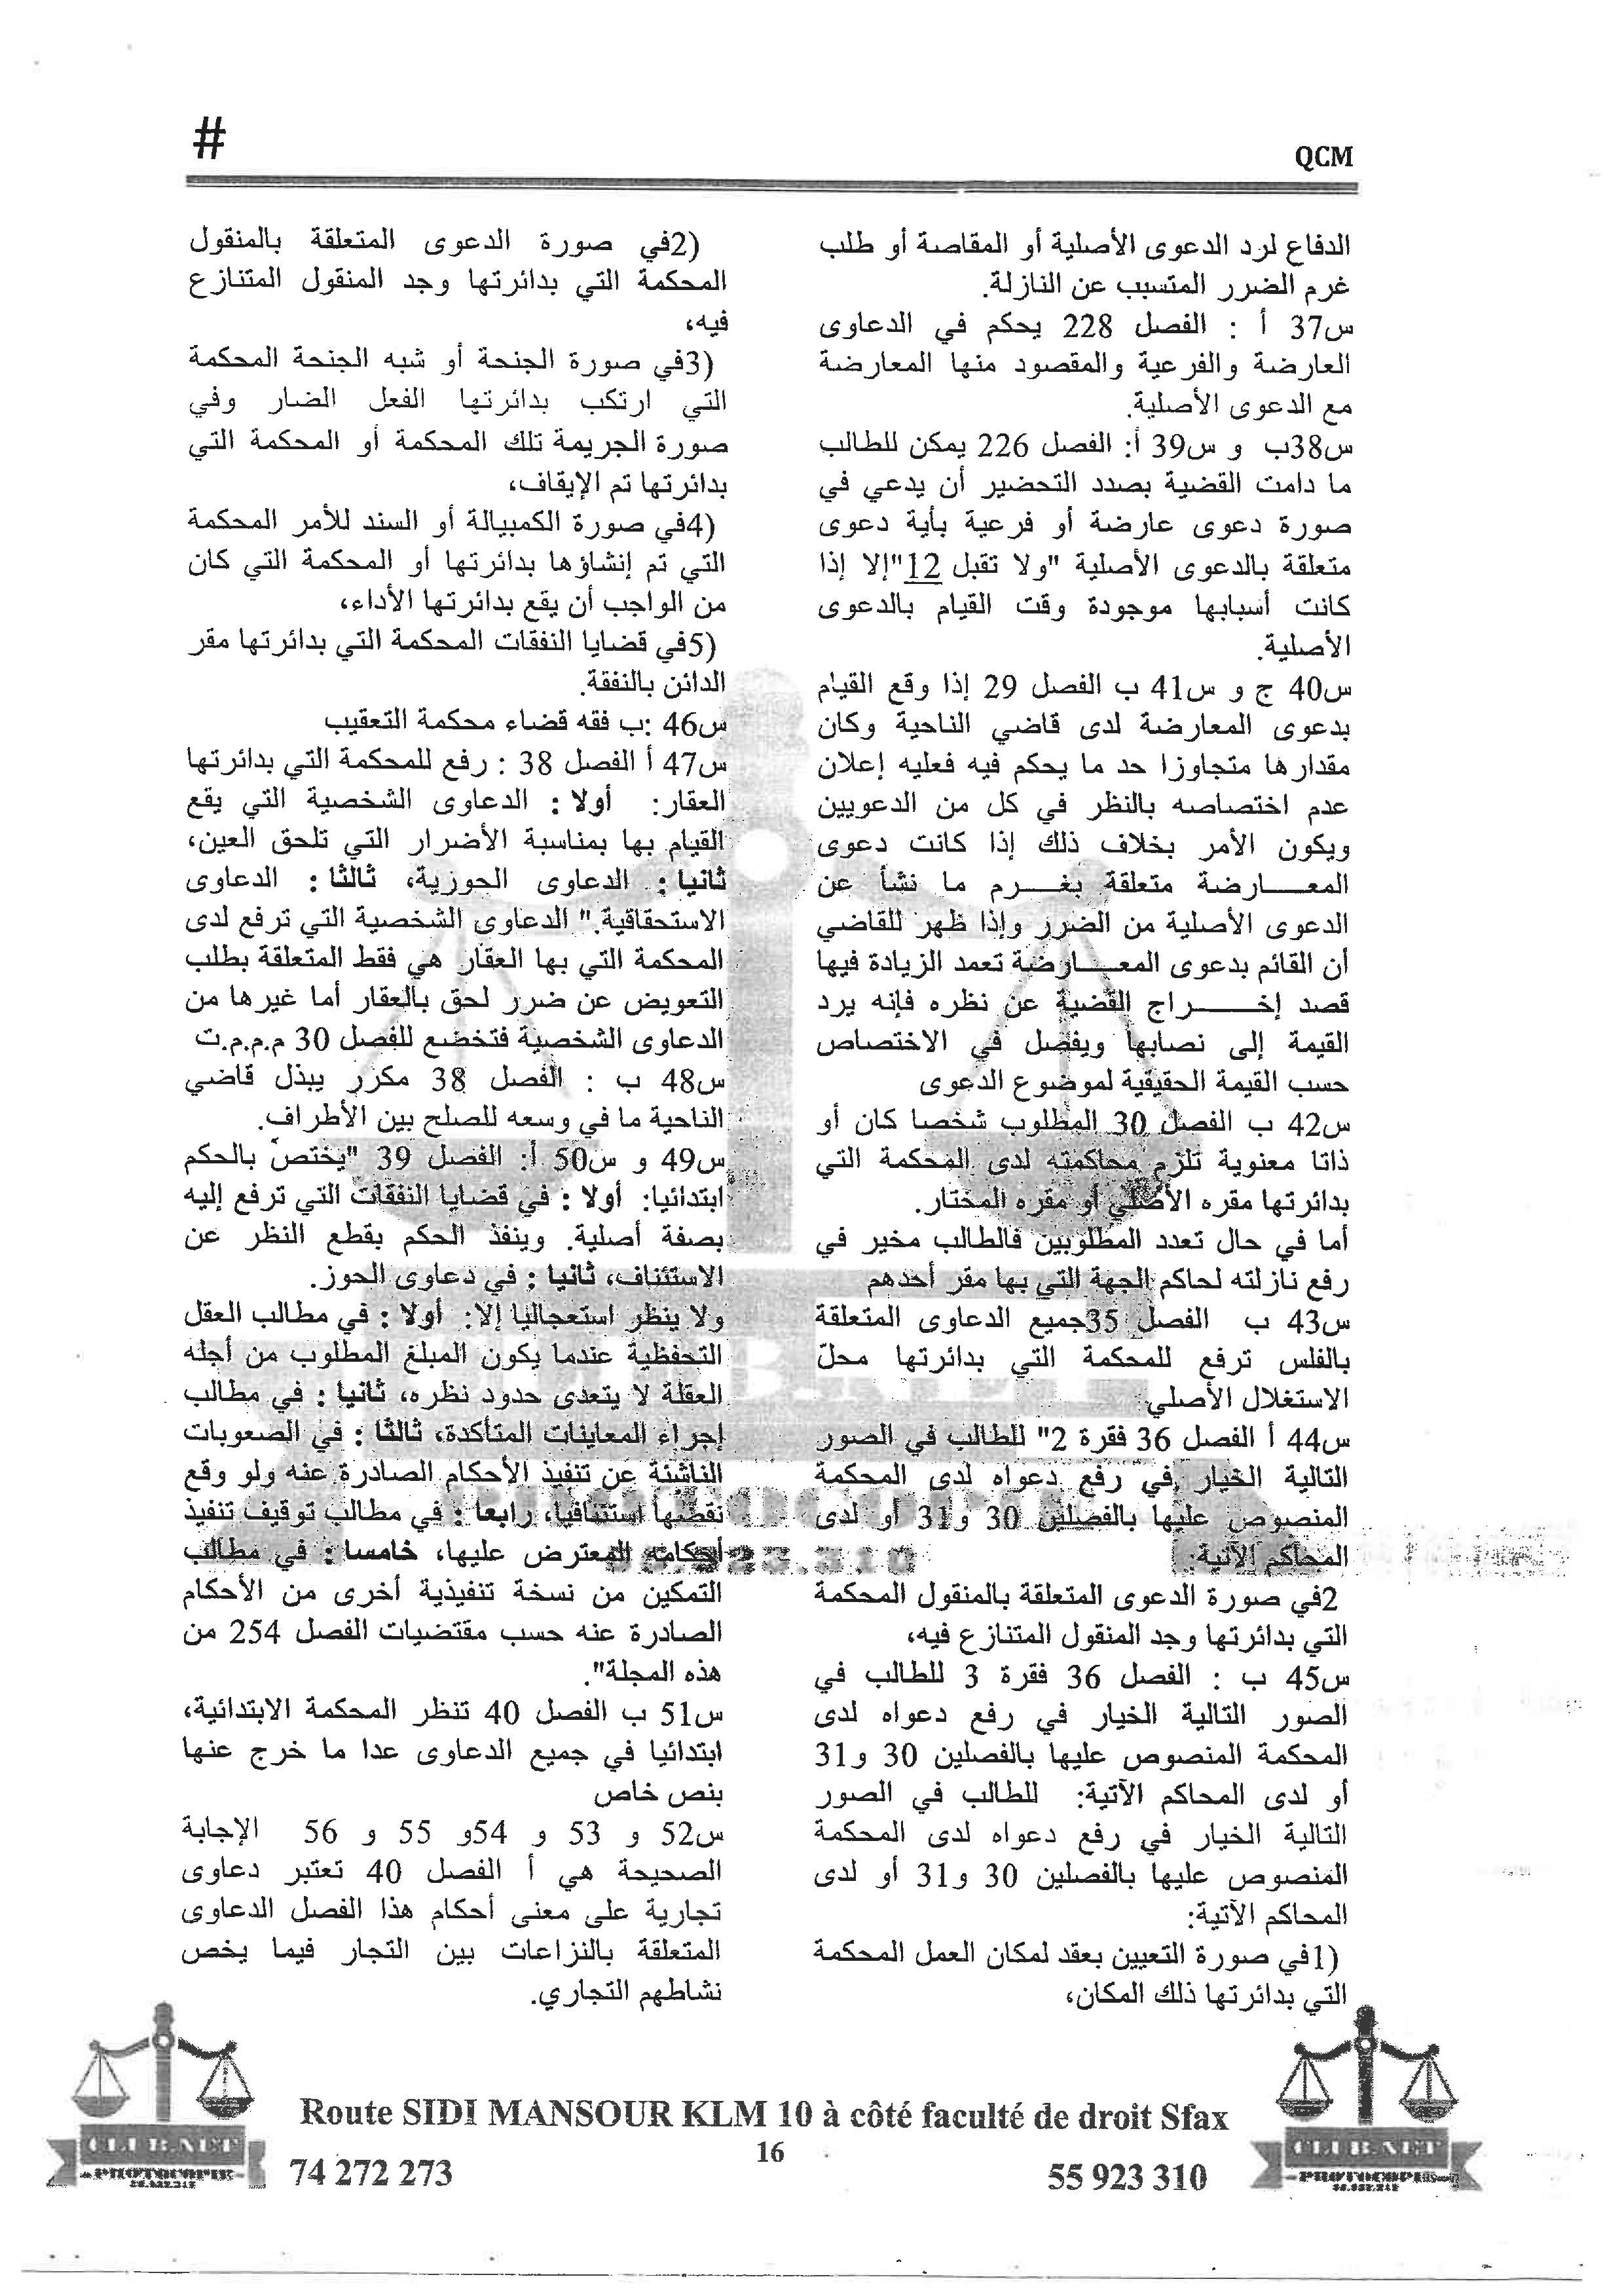 #
QCM
الدفاع لرد الدعوى الأصلية أو المقاصة أو طلب
غرم الضرر المتسبب عن النازلة.
س37 أ : الفصل 228 يحكم في الدعاوى
العارضة والفرعية والمقصود منها المعارضة
مع الدعوى الأصلية.
س38ب و س39 أ: الفصل 226 يمكن للطالب
ما دامت القضية بصدد التحضير أن يدعي في
صورة دعوى عارضة أو فرعية بأية دعوى
متعلقة بالدعوى الأصلية "ولا تقبل 12"إلا إذا
كانت أسبابها موجودة وقت القيام بالدعوى
الأصلية.
س40 ج و س41 ب الفصل 29 إذا وقع القيام
بدعوى المعارضة لدى قاضي الناحية وكان
مقدارها متجاوزا حد ما يحكم فيه فعليه إعلان
عدم اختصاصه بالنظر في كل من الدعويين
ويكون الأمر بخلاف ذلك إذا كانت دعوى
المعـــارضة متعلقة بغــرم ما نشأ عن
الدعوى الأصلية من الضرر وإذا ظهر للقاضي
أن القائم بدعوى المعـــارضة تعمد الزيادة فيها
قصد إخـــراج القضية عن نظره فإنه يرد
القيمة إلى نصابها ويفصل في الاختصاص
حسب القيمة الحقيقية لموضوع الدعوى
س42 ب الفصل 30 المطلوب شخصا كان أو
ذاتا معنوية تلزم محاكمته لدى المحكمة التي
بدائرتها مقره الأصلي أو مقره المختار.
أما في حال تعدد المطلوبين فالطالب مخير في
رفع نازلته لحاكم الجهة التي بها مقر أحدهم
س43 ب الفصل 35جميع الدعاوى المتعلقة
بالفلس ترفع للمحكمة التي بدائرتها محلّ
الاستغلال الأصلي.
س44 أ الفصل 36 فقرة 2" للطالب في الصور
التالية الخيار في رفع دعواه لدى المحكمة
المنصوص عليها بالفصلين 30 و31 أو لدى
المحاكم الآتية:
2في صورة الدعوى المتعلقة بالمنقول المحكمة
التي بدائرتها وجد المنقول المتنازع فيه،
س45 ب : الفصل 36 فقرة 3 للطالب في
الصور التالية الخيار في رفع دعواه لدى
المحكمة المنصوص عليها بالفصلين 30 و31
أو لدى المحاكم الآتية: للطالب في الصور
التالية الخيار في رفع دعواه لدى المحكمة
المنصوص عليها بالفصلين 30 و31 أو لدى
المحاكم الآتية:
1)في صورة التعيين بعقد لمكان العمل المحكمة
التي بدائرتها ذلك المكان،
2)في صورة الدعوى المتعلقة بالمنقول
المحكمة التي بدائرتها وجد المنقول المتنازع
فيه،
3)في صورة الجنحة أو شبه الجنحة المحكمة
التي ارتكب بدائرتها الفعل الضار وفي
صورة الجريمة تلك المحكمة أو المحكمة التي
بدائرتها تم الإيقاف،
4)في صورة الكمبيالة أو السند للأمر المحكمة
التي تم إنشاؤها بدائرتها أو المحكمة التي كان
من الواجب أن يقع بدائرتها الأداء،
5)في قضايا النفقات المحكمة التي بدائرتها مقر
الدائن بالنفقة.
س46 :ب فقه قضاء محكمة التعقيب
س47 أ الفصل 38 : رفع للمحكمة التي بدائرتها
العقار: أولا : الدعاوى الشخصية التي يقع
القيام بها بمناسبة الأضرار التي تلحق العين،
ثانيا : الدعاوى الحوزية، ثالثا : الدعاوى
الاستحقاقية." الدعاوى الشخصية التي ترفع لدى
المحكمة التي بها العقار هي فقط المتعلقة بطلب
التعويض عن ضرر لحق بالعقار أما غيرها من
الدعاوى الشخصية فتخضع للفصل 30 م.م.م.ت
س48 ب : الفصل 38 مكرر يبذل قاضي
الناحية ما في وسعه للصلح بين الأطراف.
س49 و س50 أ: الفصل 39 "يختصّ بالحكم
ابتدائيا: أولا : في قضايا النفقات التي ترفع إليه
بصفة أصلية. وينفذ الحكم بقطع النظر عن
الاستئناف، ثانيا : في دعاوى الحوز.
ولا ينظر استعجاليا إلا: أولا : في مطالب العقل
التحفظية عندما يكون المبلغ المطلوب من أجله
العقلة لا يتعدى حدود نظره، ثانيا : في مطالب
إجراء المعاينات المتأكدة، ثالثا : في الصعوبات
الناشئة عن تنفيذ الأحكام الصادرة عنه ولو وقع
نقضها استئنافيا، رابعا : في مطالب توقيف تنفيذ
أحكامه المعترض عليها، خامسا : في مطالب
التمكين من نسخة تنفيذية أخرى من الأحكام
الصادرة عنه حسب مقتضيات الفصل 254 من
هذه المجلة".
س51 ب الفصل 40 تنظر المحكمة الابتدائية،
ابتدائيا في جميع الدعاوى عدا ما خرج عنها
بنص خاص
س52 و 53 و 54و 55 و 56 الإجابة
الصحيحة هي أ الفصل 40 تعتبر دعاوى
تجارية على معنى أحكام هذا الفصل الدعاوى
المتعلقة بالنزاعات بين التجار فيما يخص
نشاطهم التجاري.
Route SIDI MANSOUR KLM 10 à côté faculté de droit Sfax
16
74 272 273
55 923 310
CLUB.NET
PHOTOCOPIE
CLUB.NET
PHOTOCOPIE